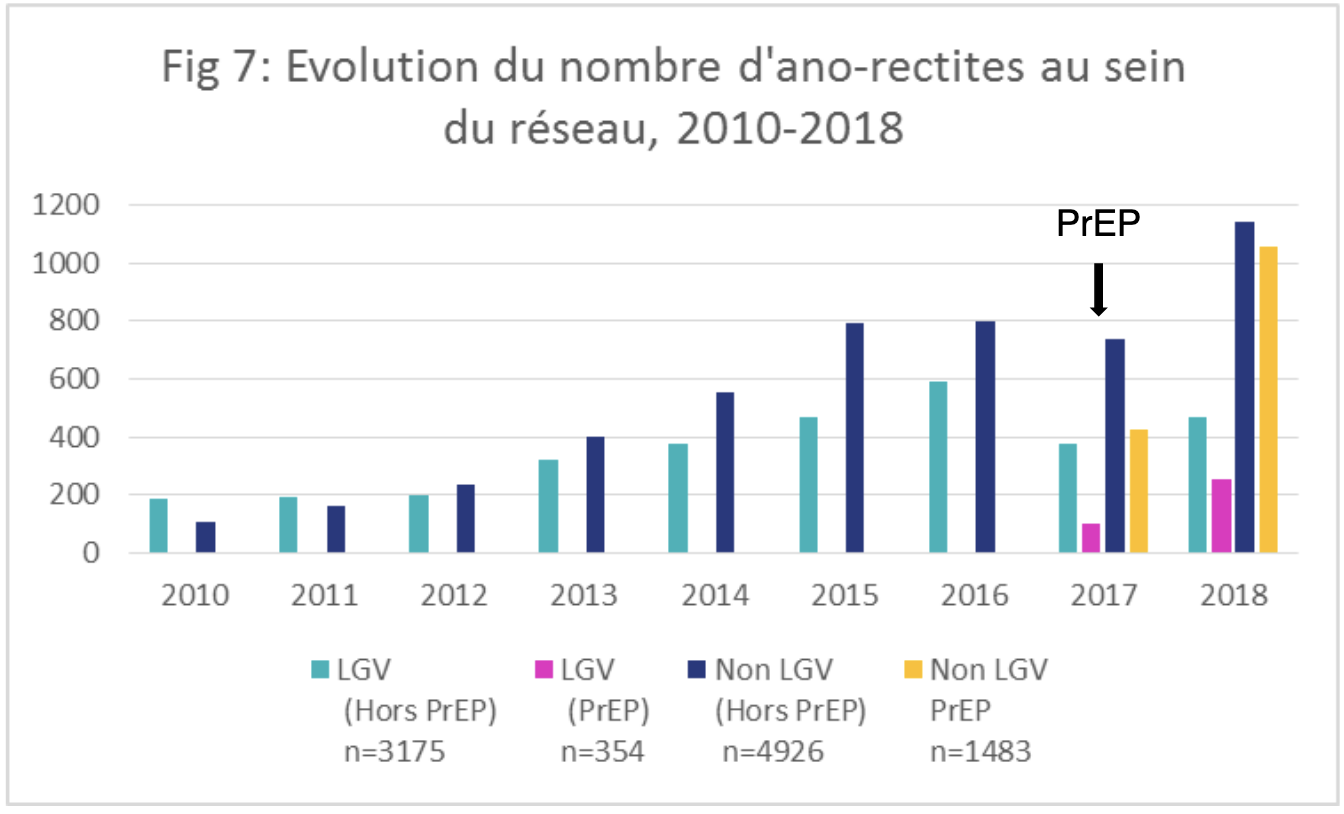 Fig 7: Evolution du nombre d'ano-rectites au sein
du réseau, 2010-2018
1200
1000
800
600
400
200
0
PrEP
2010 2011 2012 2013 2014 2015 2016 2017 2018
LGV
(Hors PrEP)
n=3175
LGV
(PrEP)
n=354
Non LGV
(Hors PrEP)
n=4926
Non LGV
PrEP
n=1483